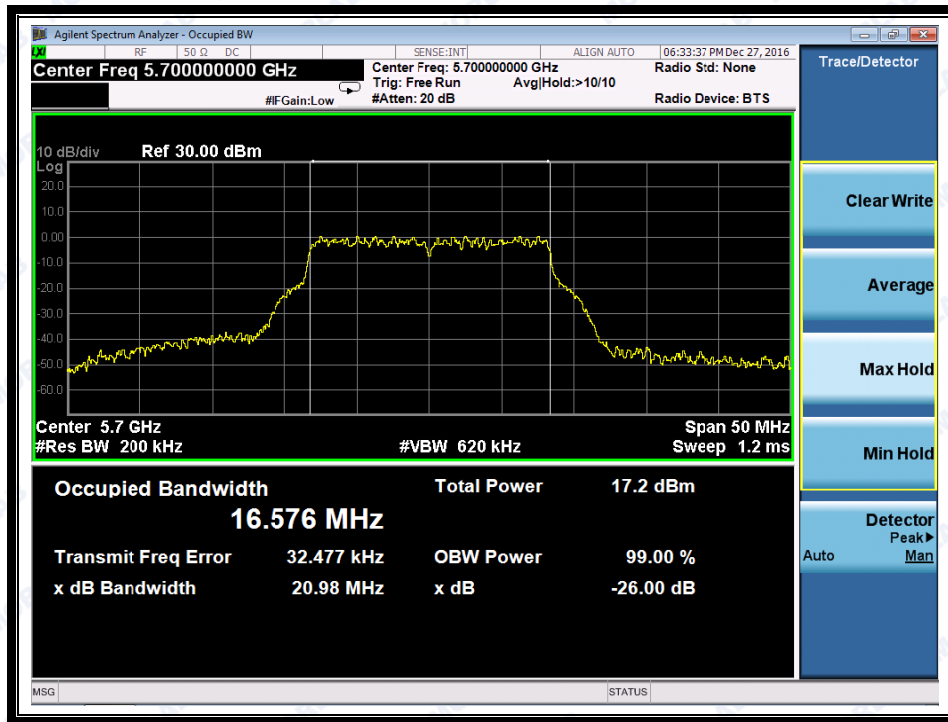 Agilent Spectrum Analyzer - Occupied BW
LXI RF 50 Ω DC SENSE:INT ALIGN AUTO 06:33:37 PM Dec 27, 2016
Center Freq 5.700000000 GHz
Center Freq: 5.700000000 GHz
Radio Std: None
Trig: Free Run
Avg|Hold:>10/10
#IFGain:Low
#Atten: 20 dB
Radio Device: BTS
10 dB/div
Ref 30.00 dBm
Log
20.0
10.0
0.00
-10.0
-20.0
-30.0
-40.0
-50.0
-60.0
Center 5.7 GHz
Span 50 MHz
#Res BW 200 kHz
#VBW 620 kHz
Sweep 1.2 ms
Occupied Bandwidth
Total Power 17.2 dBm
16.576 MHz
Transmit Freq Error 32.477 kHz
OBW Power 99.00 %
x dB Bandwidth 20.98 MHz
x dB -26.00 dB
Trace/Detector
Clear Write
Average
Max Hold
Min Hold
Detector
Peak▶
Auto Man
MSG
STATUS